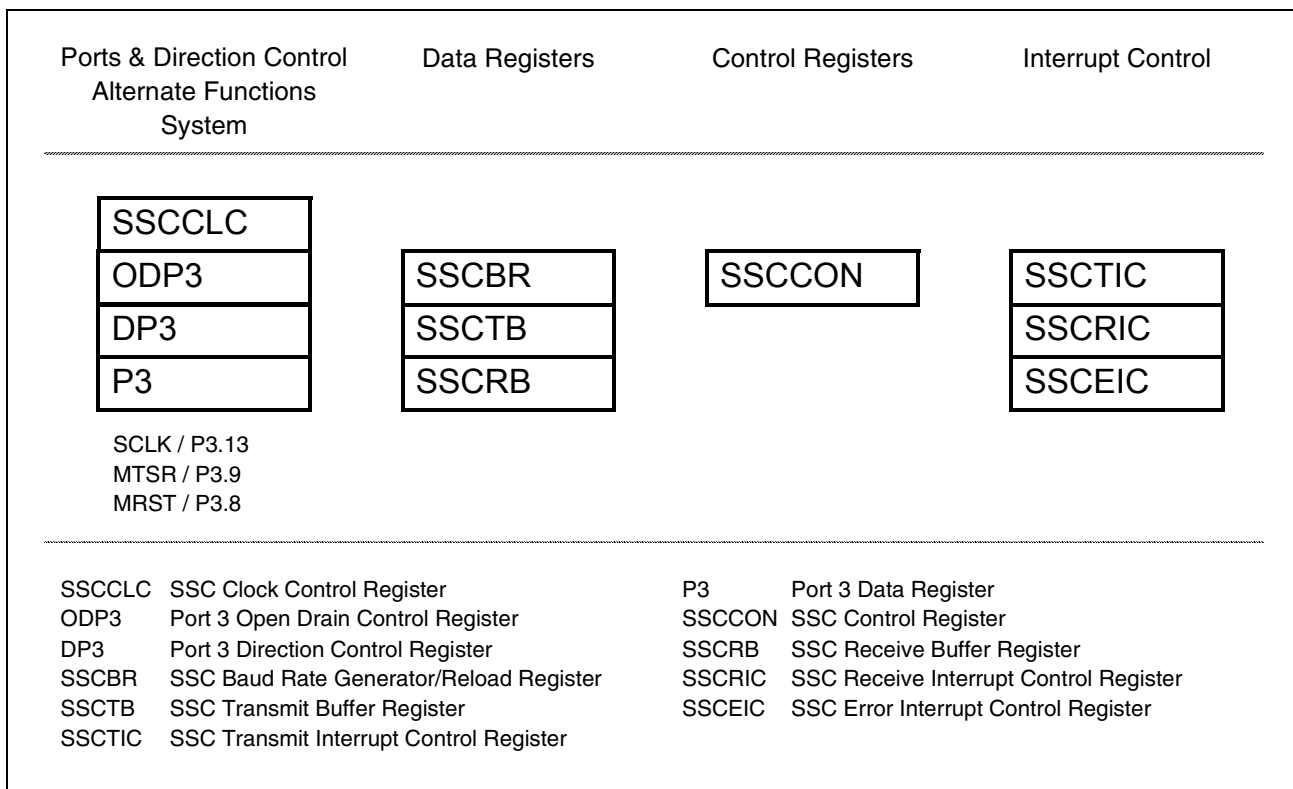 Ports & Direction Control
Alternate Functions
System
Data Registers
Control Registers
Interrupt Control
SSCCLC
ODP3
DP3
P3
SSCBR
SSCTB
SSCRB
SSCCON
SSCTIC
SSCRIC
SSCEIC
SCLK / P3.13
MTSR / P3.9
MRST / P3.8
SSCCLC SSC Clock Control Register
ODP3 Port 3 Open Drain Control Register
DP3 Port 3 Direction Control Register
SSCBR SSC Baud Rate Generator/Reload Register
SSCTB SSC Transmit Buffer Register
SSCTIC SSC Transmit Interrupt Control Register
P3 Port 3 Data Register
SSCCON SSC Control Register
SSCRB SSC Receive Buffer Register
SSCRIC SSC Receive Interrupt Control Register
SSCEIC SSC Error Interrupt Control Register